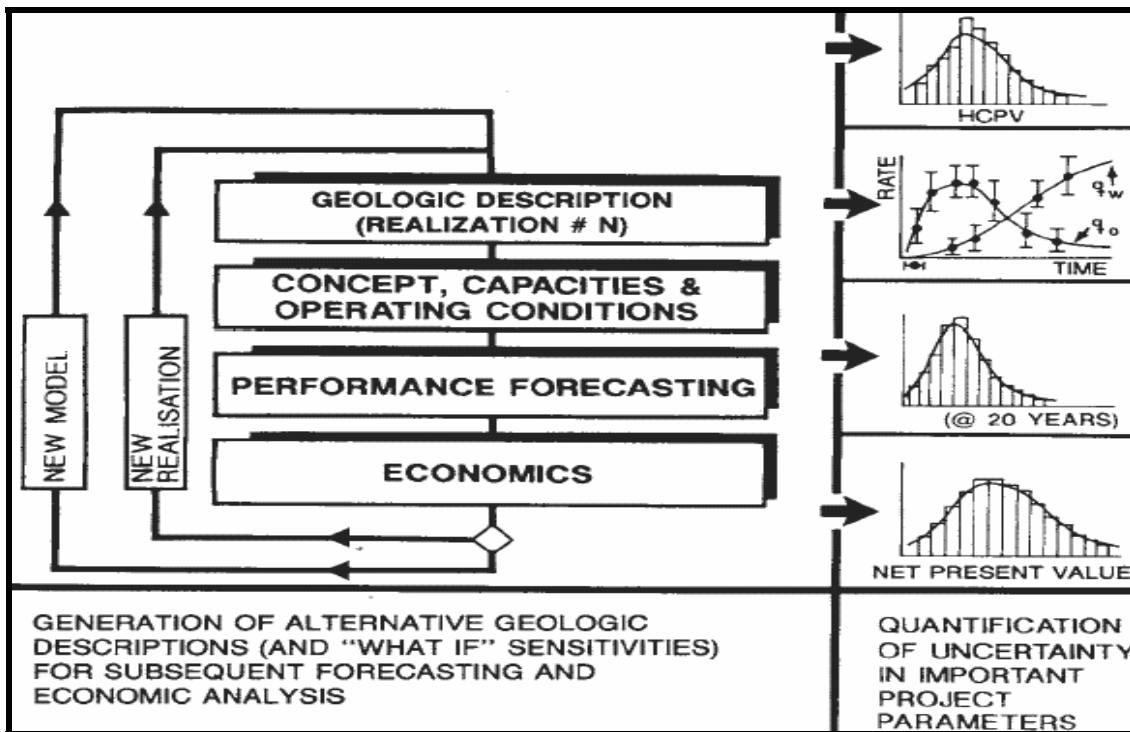 GEOLOGIC DESCRIPTION
(REALIZATION # N)
CONCEPT, CAPACITIES &
OPERATING CONDITIONS
PERFORMANCE FORECASTING
ECONOMICS
NEW MODEL
NEW
REALISATION
HCPV
RATE
qw
qo
TIME
(@ 20 YEARS)
NET PRESENT VALUE
GENERATION OF ALTERNATIVE GEOLOGIC
DESCRIPTIONS (AND "WHAT IF" SENSITIVITIES)
FOR SUBSEQUENT FORECASTING AND
ECONOMIC ANALYSIS
QUANTIFICATION
OF UNCERTAINTY
IN IMPORTANT
PROJECT
PARAMETERS